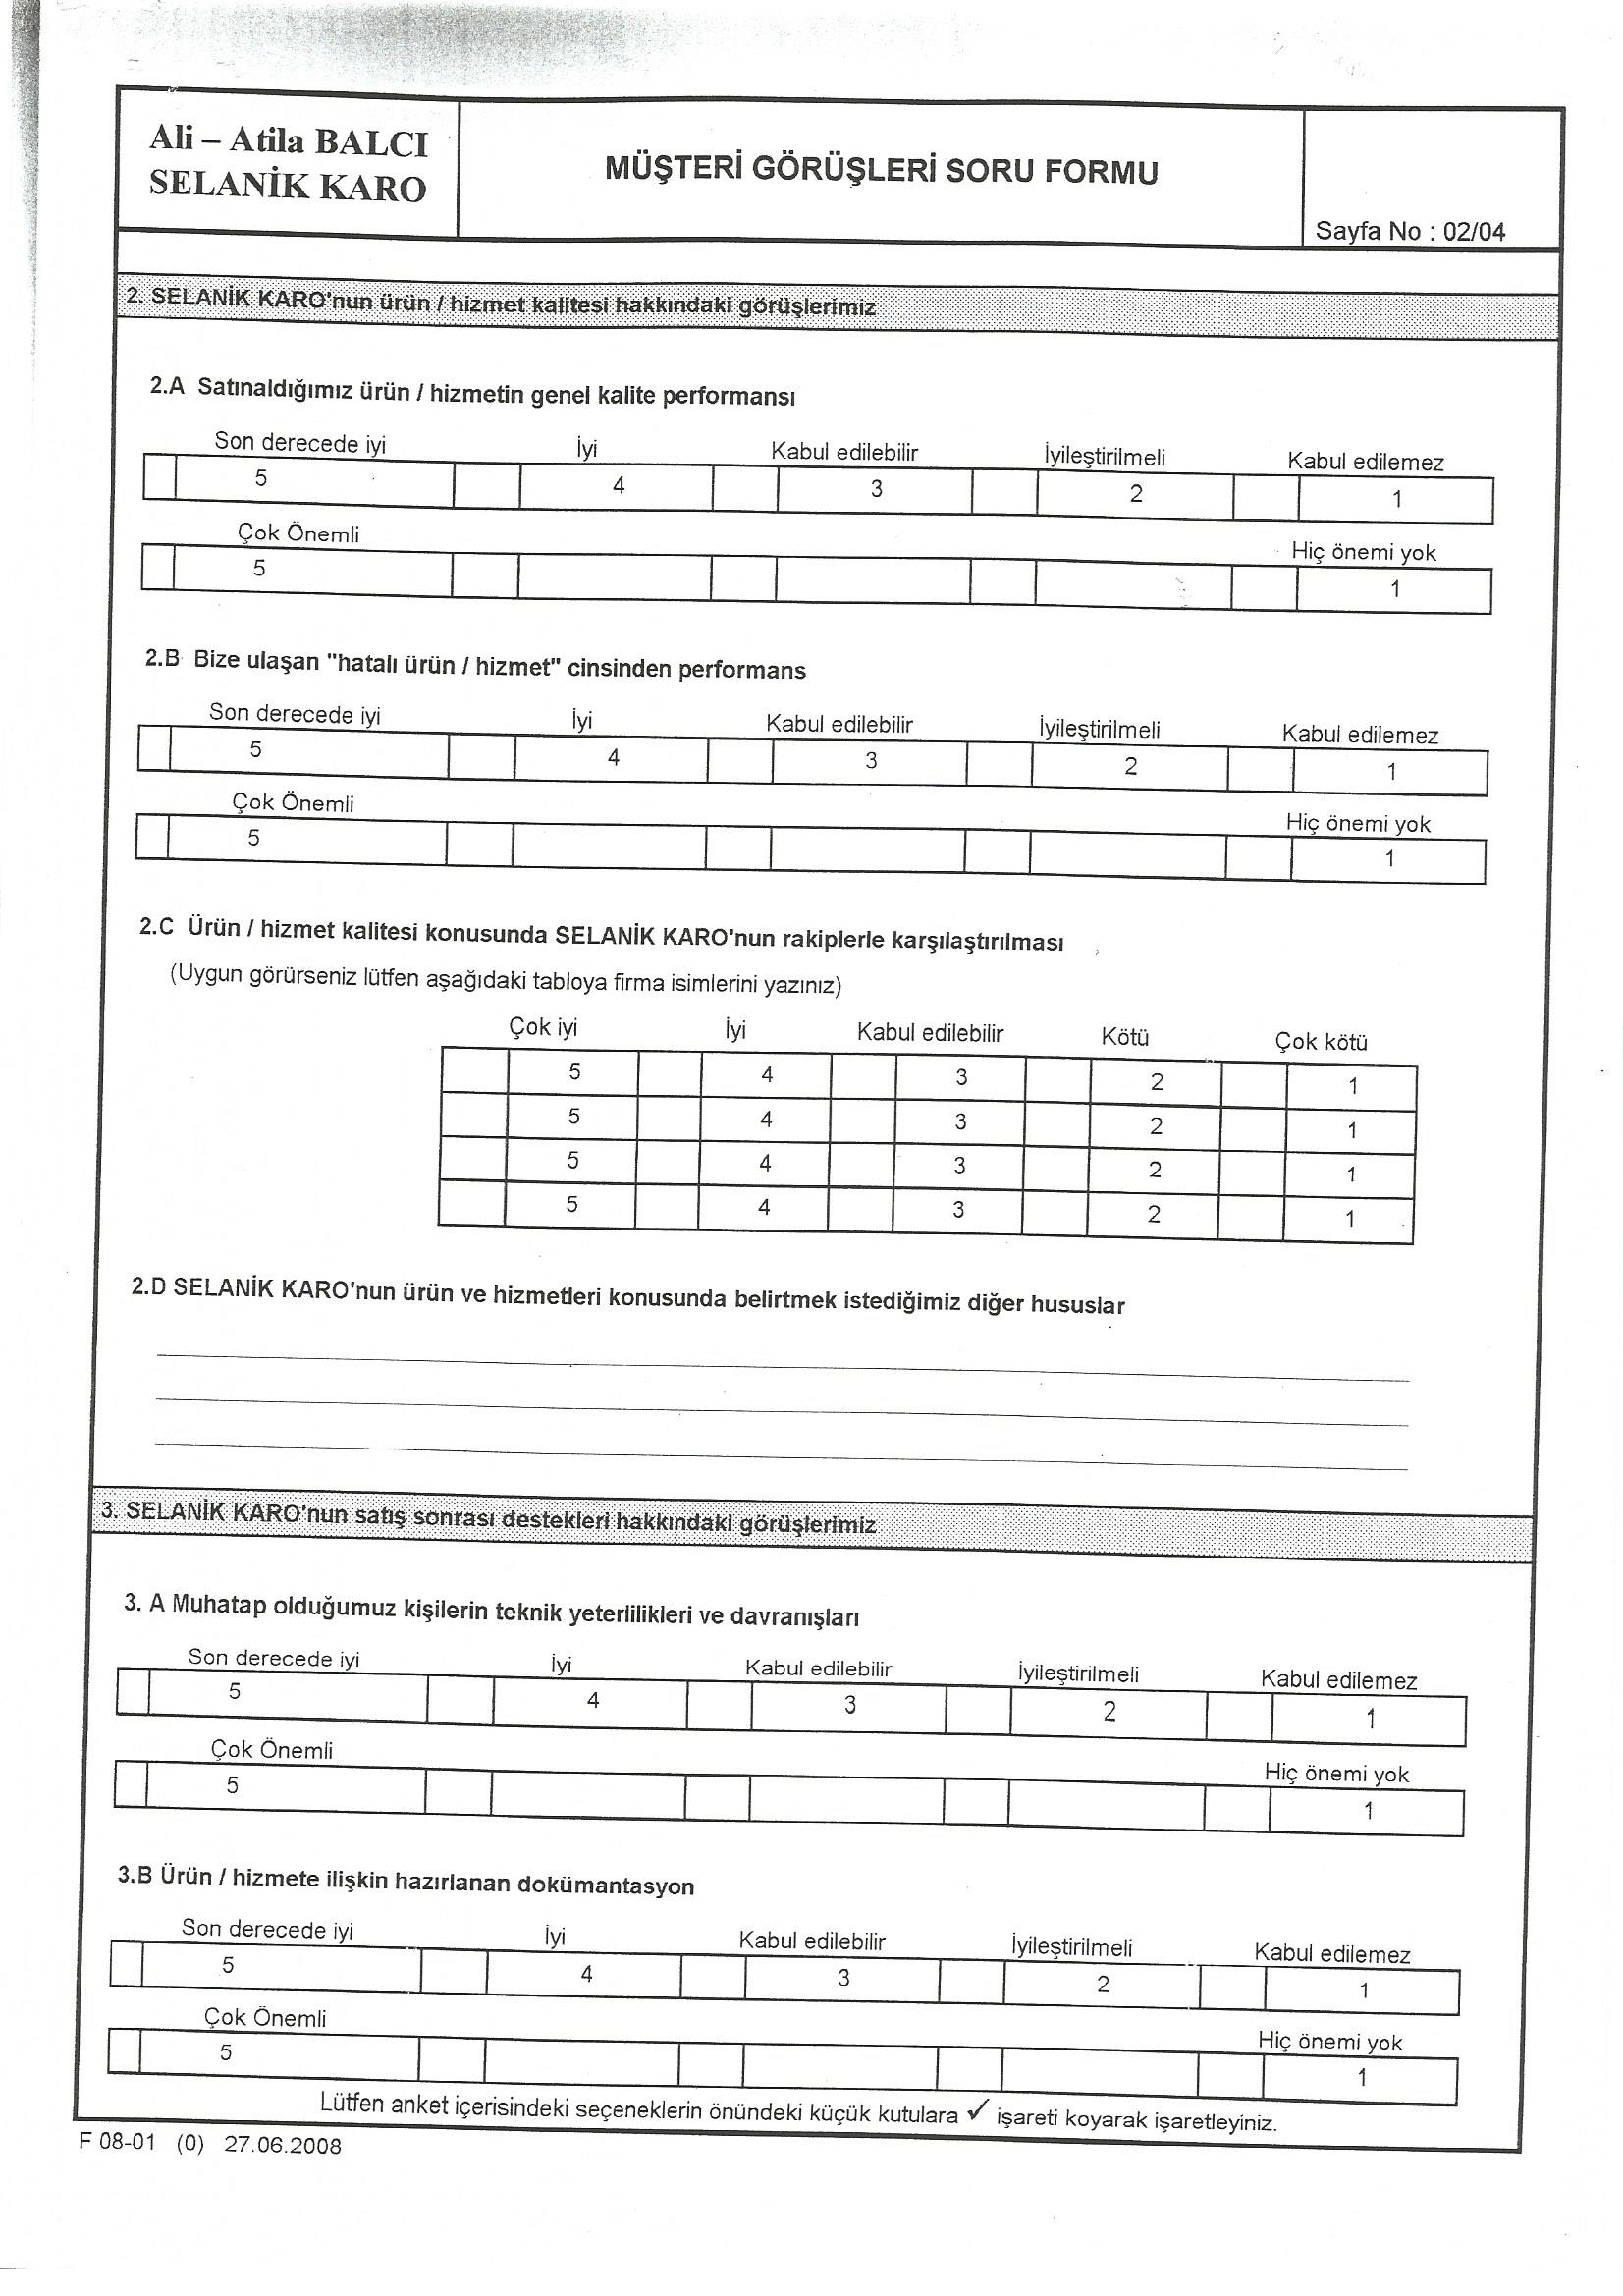 Ali – Atila BALCI
SELANİK KARO
MÜŞTERİ GÖRÜŞLERİ SORU FORMU
Sayfa No : 02/04
2. SELANİK KARO'nun ürün / hizmet kalitesi hakkındaki görüşlerimiz
2.A Satınaldığımız ürün / hizmetin genel kalite performansı
Son derecede iyi İyi Kabul edilebilir İyileştirilmeli Kabul edilemez
5 4 3 2 1
Çok Önemli Hiç önemi yok
5 1
2.B Bize ulaşan "hatalı ürün / hizmet" cinsinden performans
Son derecede iyi İyi Kabul edilebilir İyileştirilmeli Kabul edilemez
5 4 3 2 1
Çok Önemli Hiç önemi yok
5 1
2.C Ürün / hizmet kalitesi konusunda SELANİK KARO'nun rakiplerle karşılaştırılması
(Uygun görürseniz lütfen aşağıdaki tabloya firma isimlerini yazınız)
Çok iyi İyi Kabul edilebilir Kötü Çok kötü
5 4 3 2 1
5 4 3 2 1
5 4 3 2 1
5 4 3 2 1
2.D SELANİK KARO'nun ürün ve hizmetleri konusunda belirtmek istediğimiz diğer hususlar
3. SELANİK KARO'nun satış sonrası destekleri hakkındaki görüşlerimiz
3. A Muhatap olduğumuz kişilerin teknik yeterlilikleri ve davranışları
Son derecede iyi İyi Kabul edilebilir İyileştirilmeli Kabul edilemez
5 4 3 2 1
Çok Önemli Hiç önemi yok
5 1
3.B Ürün / hizmete ilişkin hazırlanan dokümantasyon
Son derecede iyi İyi Kabul edilebilir İyileştirilmeli Kabul edilemez
5 4 3 2 1
Çok Önemli Hiç önemi yok
5 1
Lütfen anket içerisindeki seçeneklerin önündeki küçük kutulara ✓ işareti koyarak işaretleyiniz.
F 08-01 (0) 27.06.2008